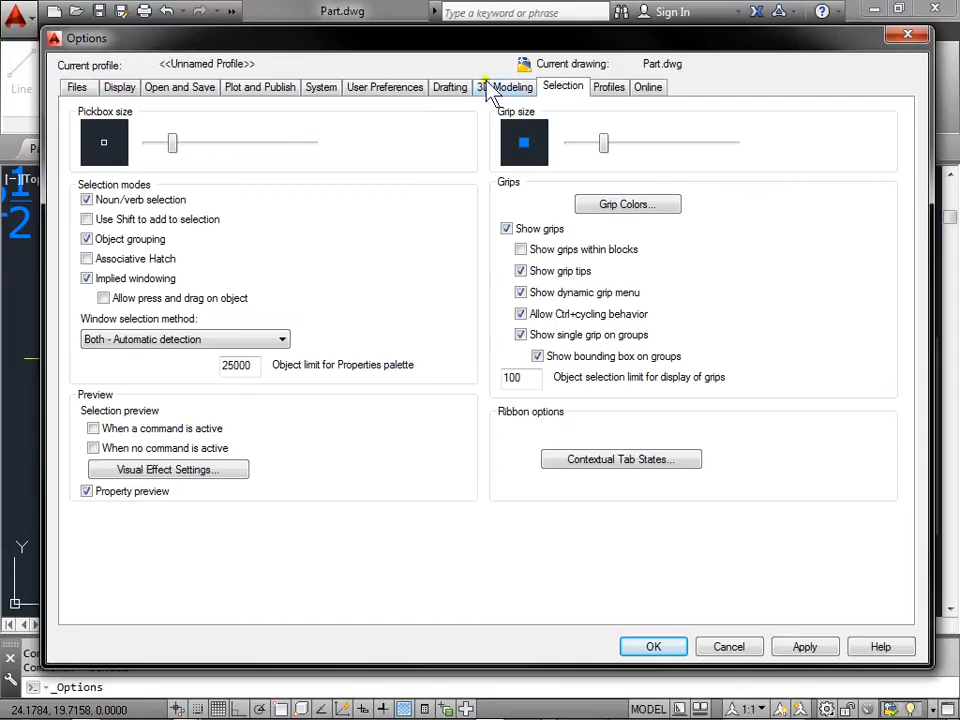 Part.dwg
Type a keyword or phrase
Sign In
Options
Current profile:
<<Unnamed Profile>>
Current drawing:
Part.dwg
Files
Display
Open and Save
Plot and Publish
System
User Preferences
Drafting
3D Modeling
Selection
Profiles
Online
Line
Pickbox size
Selection modes
Noun/verb selection
Use Shift to add to selection
Object grouping
Associative Hatch
Implied windowing
Allow press and drag on object
Window selection method:
Both - Automatic detection
25000 Object limit for Properties palette
Preview
Selection preview
When a command is active
When no command is active
Visual Effect Settings...
Property preview
Grip size
Grips
Grip Colors...
Show grips
Show grips within blocks
Show grip tips
Show dynamic grip menu
Allow Ctrl+cycling behavior
Show single grip on groups
Show bounding box on groups
100 Object selection limit for display of grips
Ribbon options
Contextual Tab States...
[−]
1
2
Y
OK
Cancel
Apply
Help
_Options
24.1784, 19.7158, 0.0000
MODEL
1:1